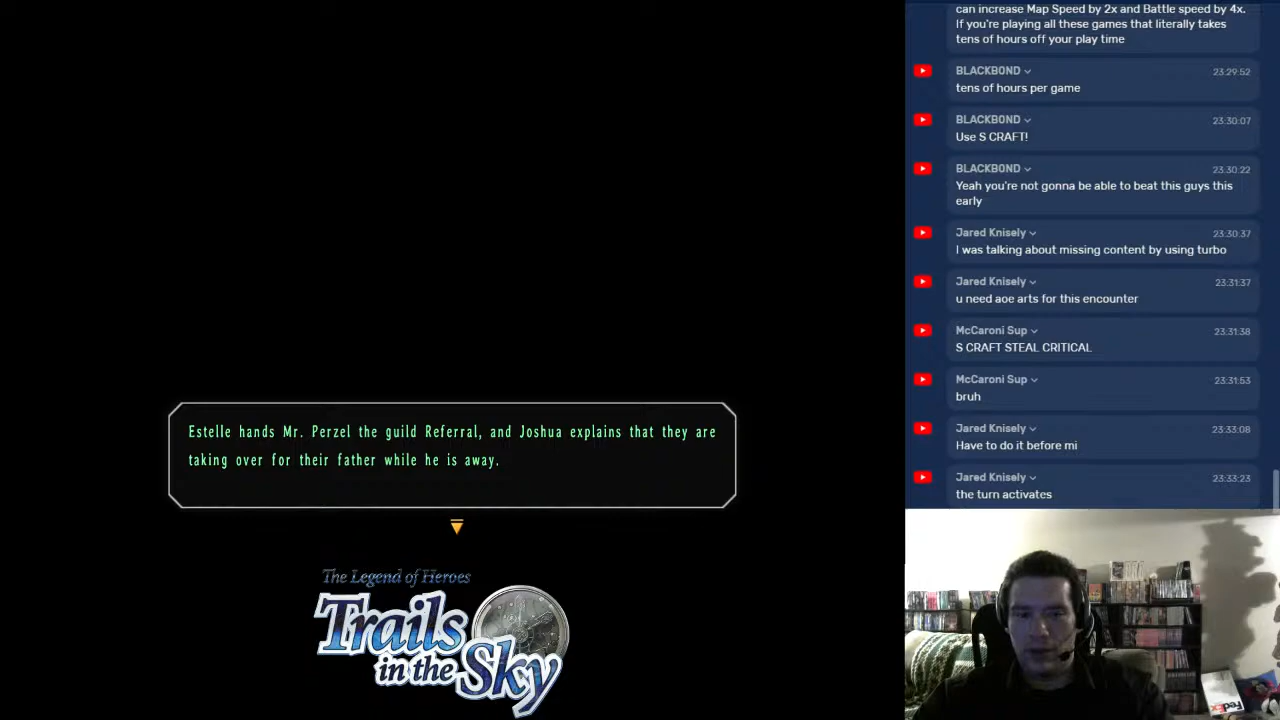 can increase Map Speed by 2x and Battle speed by 4x.
If you're playing all these games that literally takes
tens of hours off your play time
BLACKBOND
23:29:52
tens of hours per game
BLACKBOND
23:30:07
Use S CRAFT!
BLACKBOND
23:30:22
Yeah you're not gonna be able to beat this guys this
early
Jared Knisely
23:30:37
I was talking about missing content by using turbo
Jared Knisely
23:31:37
u need aoe arts for this encounter
McCaroni Sup
23:31:38
S CRAFT STEAL CRITICAL
McCaroni Sup
23:31:53
bruh
Jared Knisely
23:33:08
Have to do it before mi
Jared Knisely
23:33:23
the turn activates
Estelle hands Mr. Perzel the guild Referral, and Joshua explains that they are
taking over for their father while he is away.
The Legend of Heroes
Trails
in the Sky
FedEx